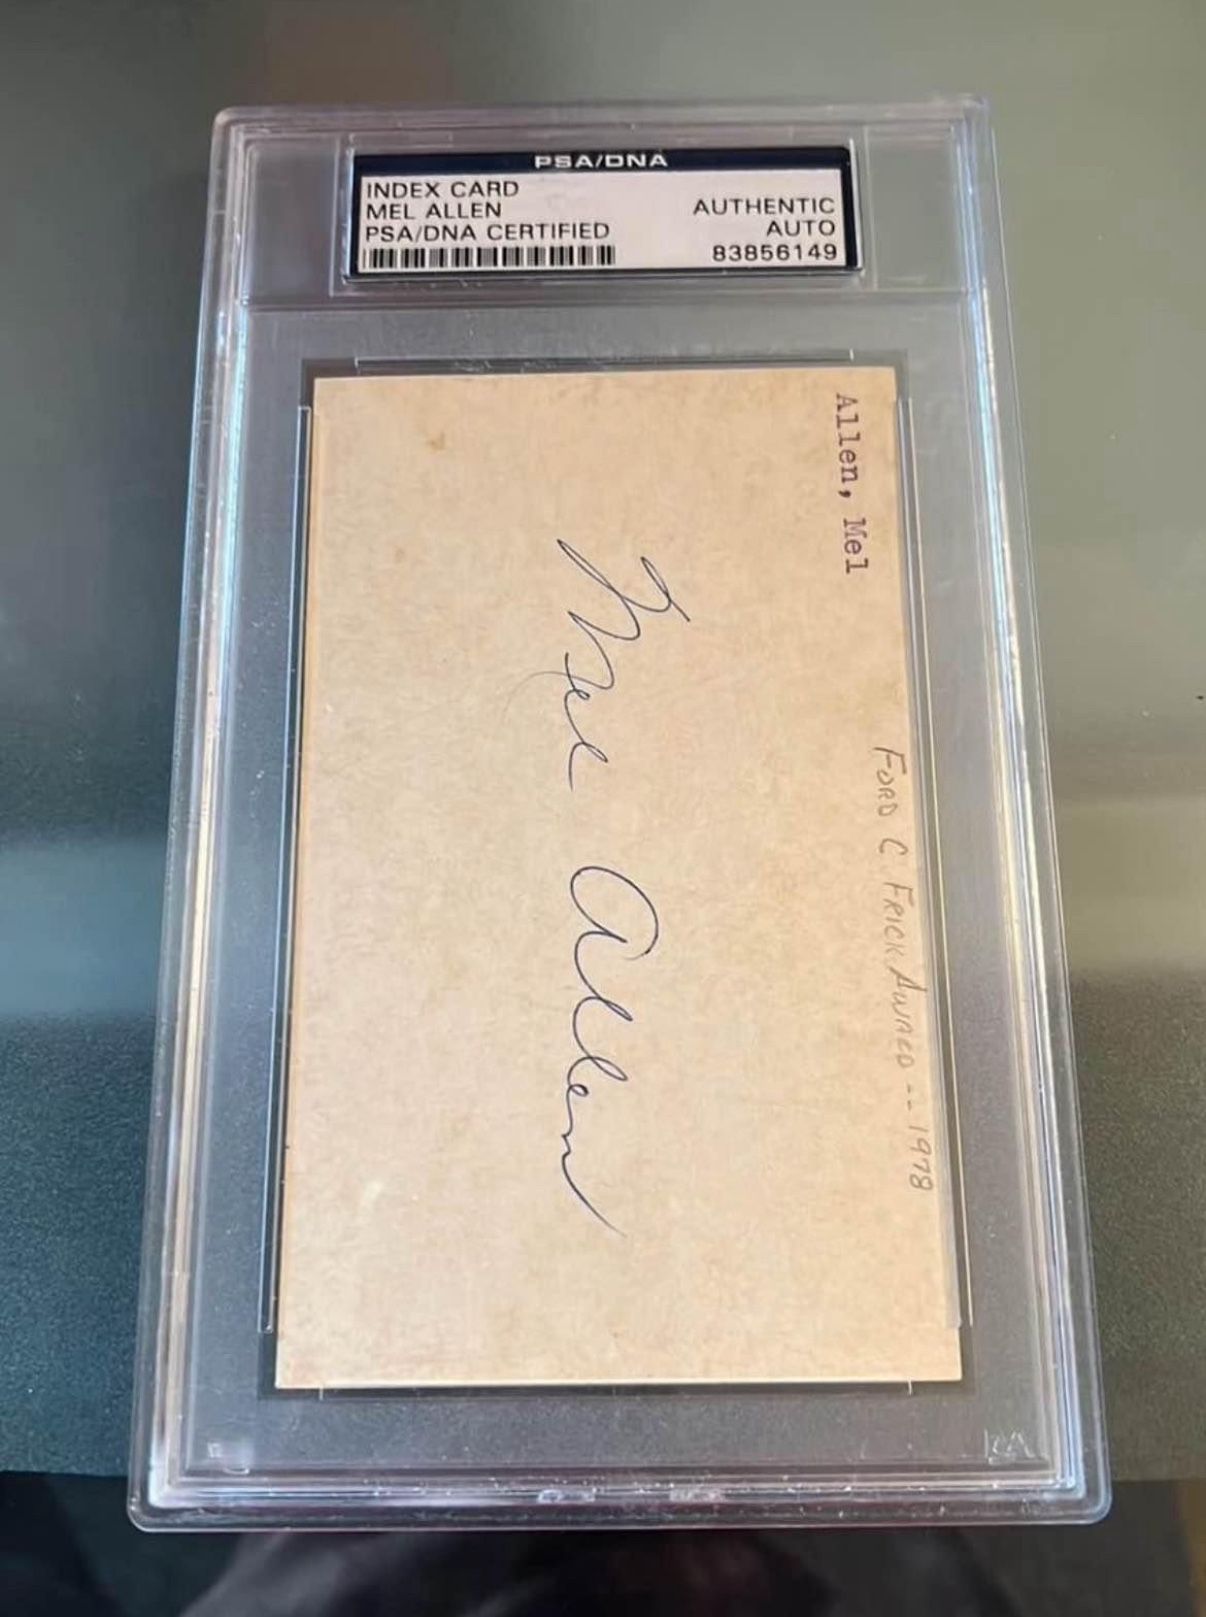 PSA/DNA
INDEX CARD
MEL ALLEN
PSA/DNA CERTIFIED
AUTHENTIC
AUTO
83856149
Allen, Mel
FORD C. FRICK AWARD -- 1978
Mel Allen